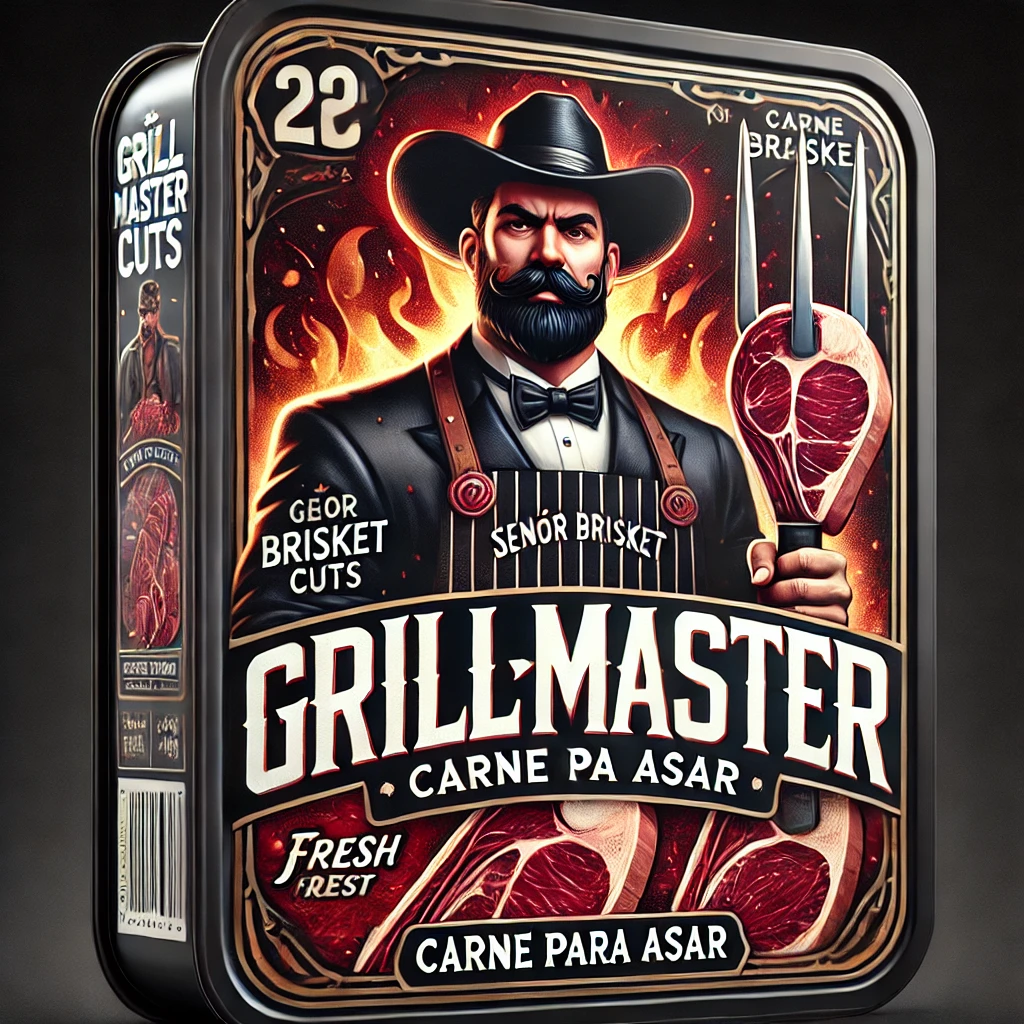 22
CARNE
BRISKE
GRILL
MASTER
CUTS
GEOR
BRISKET
CUTS
SENÓR BRISKET
GRILL·MASTER
CARNE PA ASAR
FRESH
FREST
CARNE PARA ASAR